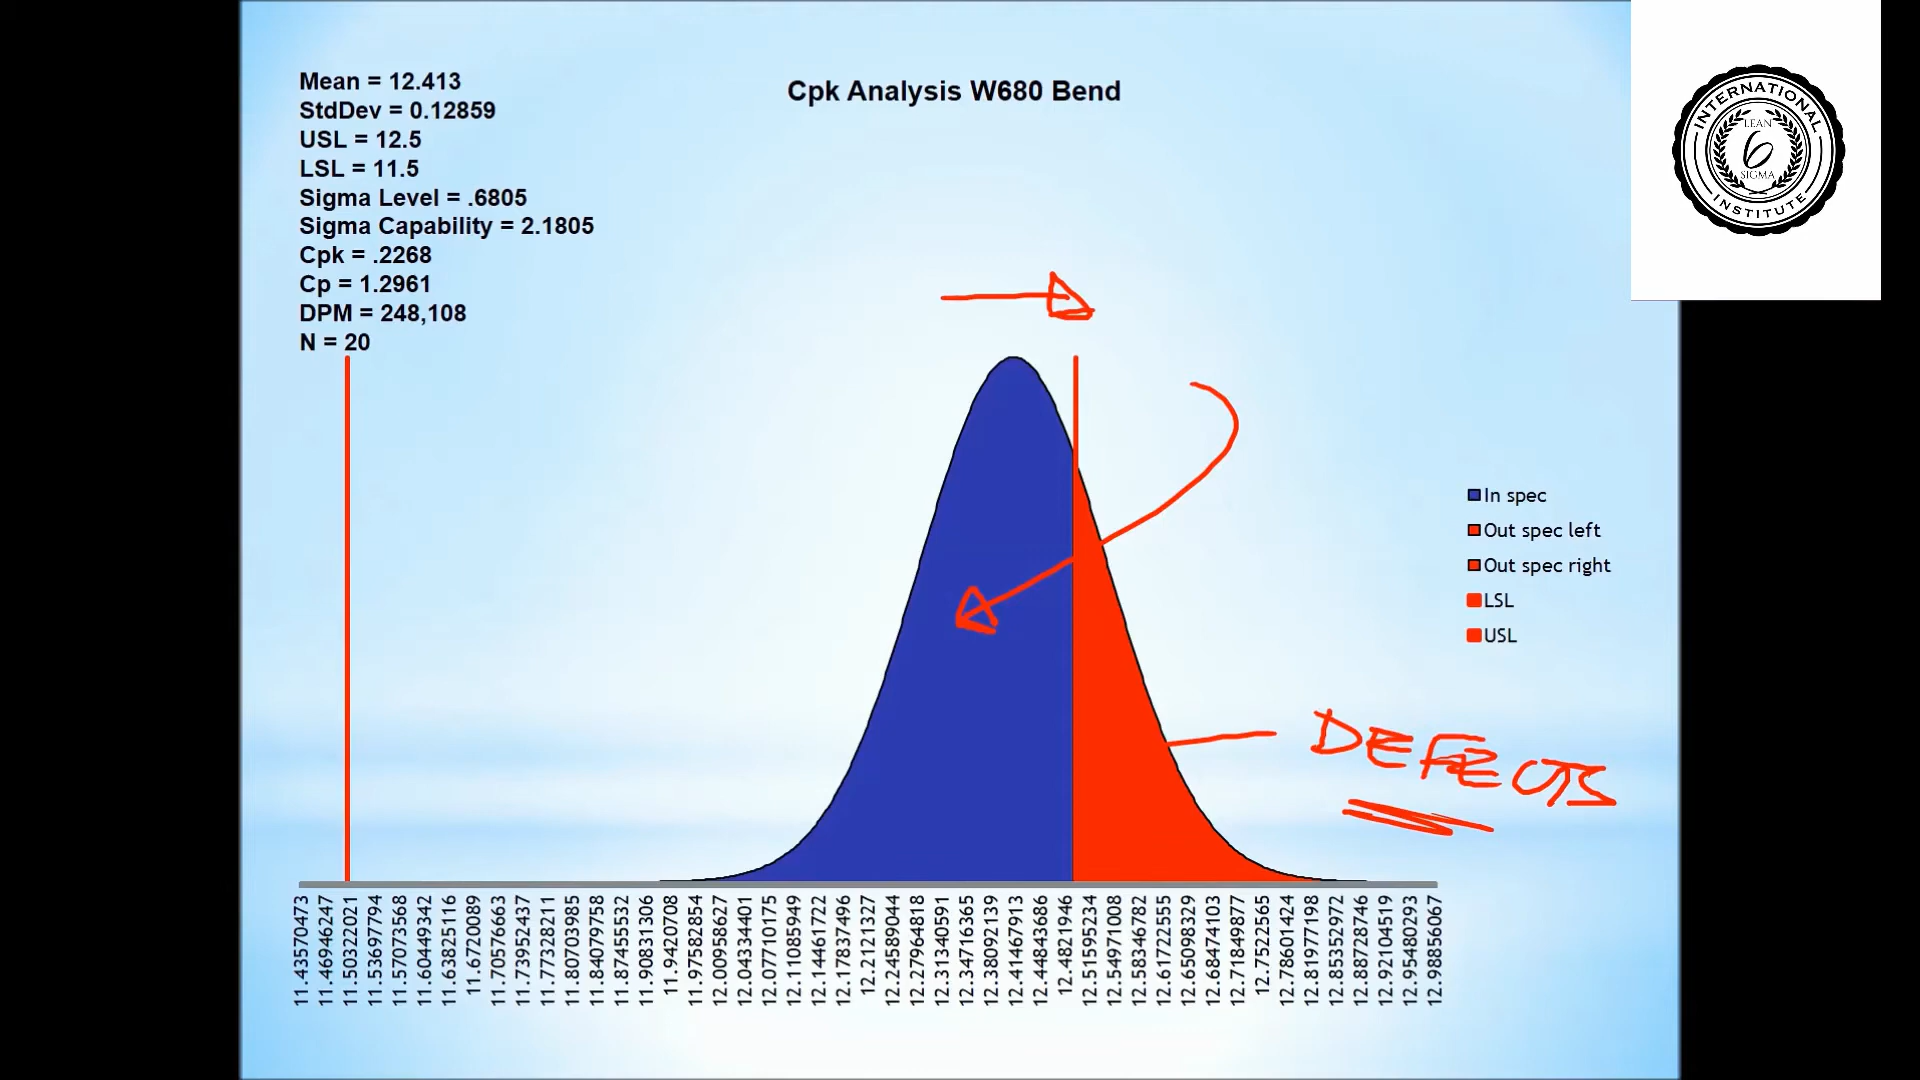 Mean = 12.413
StdDev = 0.12859
USL = 12.5
LSL = 11.5
Sigma Level = .6805
Sigma Capability = 2.1805
Cpk = .2268
Cp = 1.2961
DPM = 248,108
N = 20
Cpk Analysis W680 Bend
INTERNATIONAL
LEAN
6
SIGMA
INSTITUTE
In spec
Out spec left
Out spec right
LSL
USL
DEFECTS
11.43570473
11.46946247
11.50322021
11.53697794
11.57073568
11.60449342
11.63825116
11.6720089
11.70576663
11.73952437
11.77328211
11.80703985
11.84079758
11.87455532
11.90831306
11.9420708
11.97582854
12.00958627
12.04334401
12.07710175
12.11085949
12.14461722
12.17837496
12.2121327
12.24589044
12.27964818
12.31340591
12.34716365
12.38092139
12.41467913
12.44843686
12.4821946
12.51595234
12.54971008
12.58346782
12.61722555
12.65098329
12.68474103
12.71849877
12.7522565
12.78601424
12.81977198
12.85352972
12.88728746
12.92104519
12.95480293
12.98856067